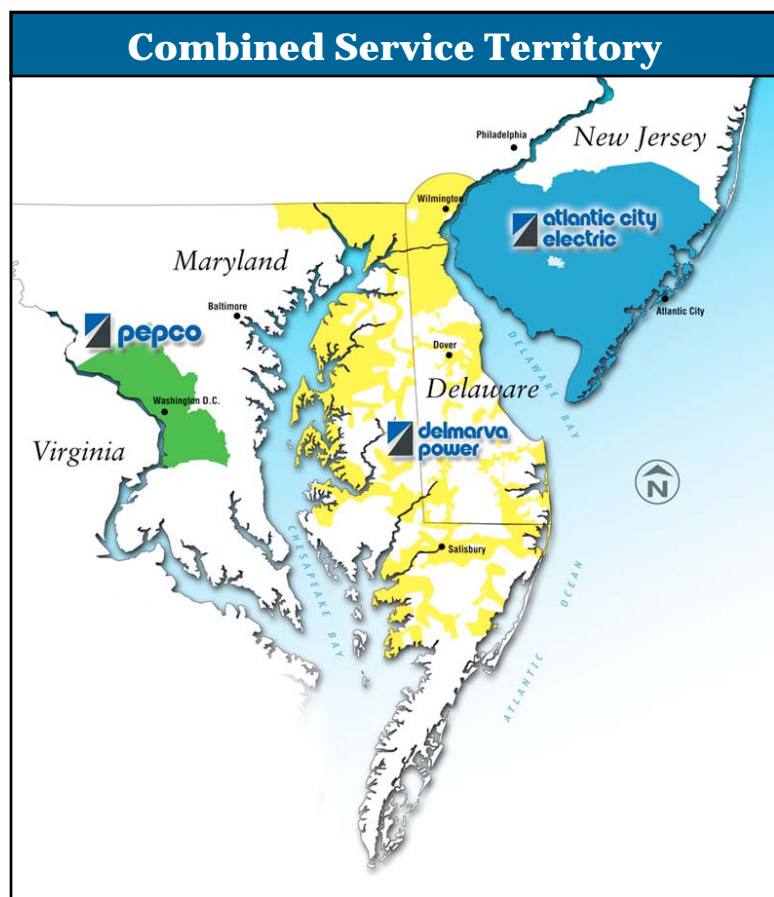 Combined Service Territory
Philadelphia
New Jersey
Wilmington
atlantic city
electric
Maryland
Baltimore
Atlantic City
pepco
Dover
DELAWARE BAY
Delaware
Washington D.C.
delmarva
power
Virginia
N
CHESAPEAKE BAY
Salisbury
ATLANTIC OCEAN